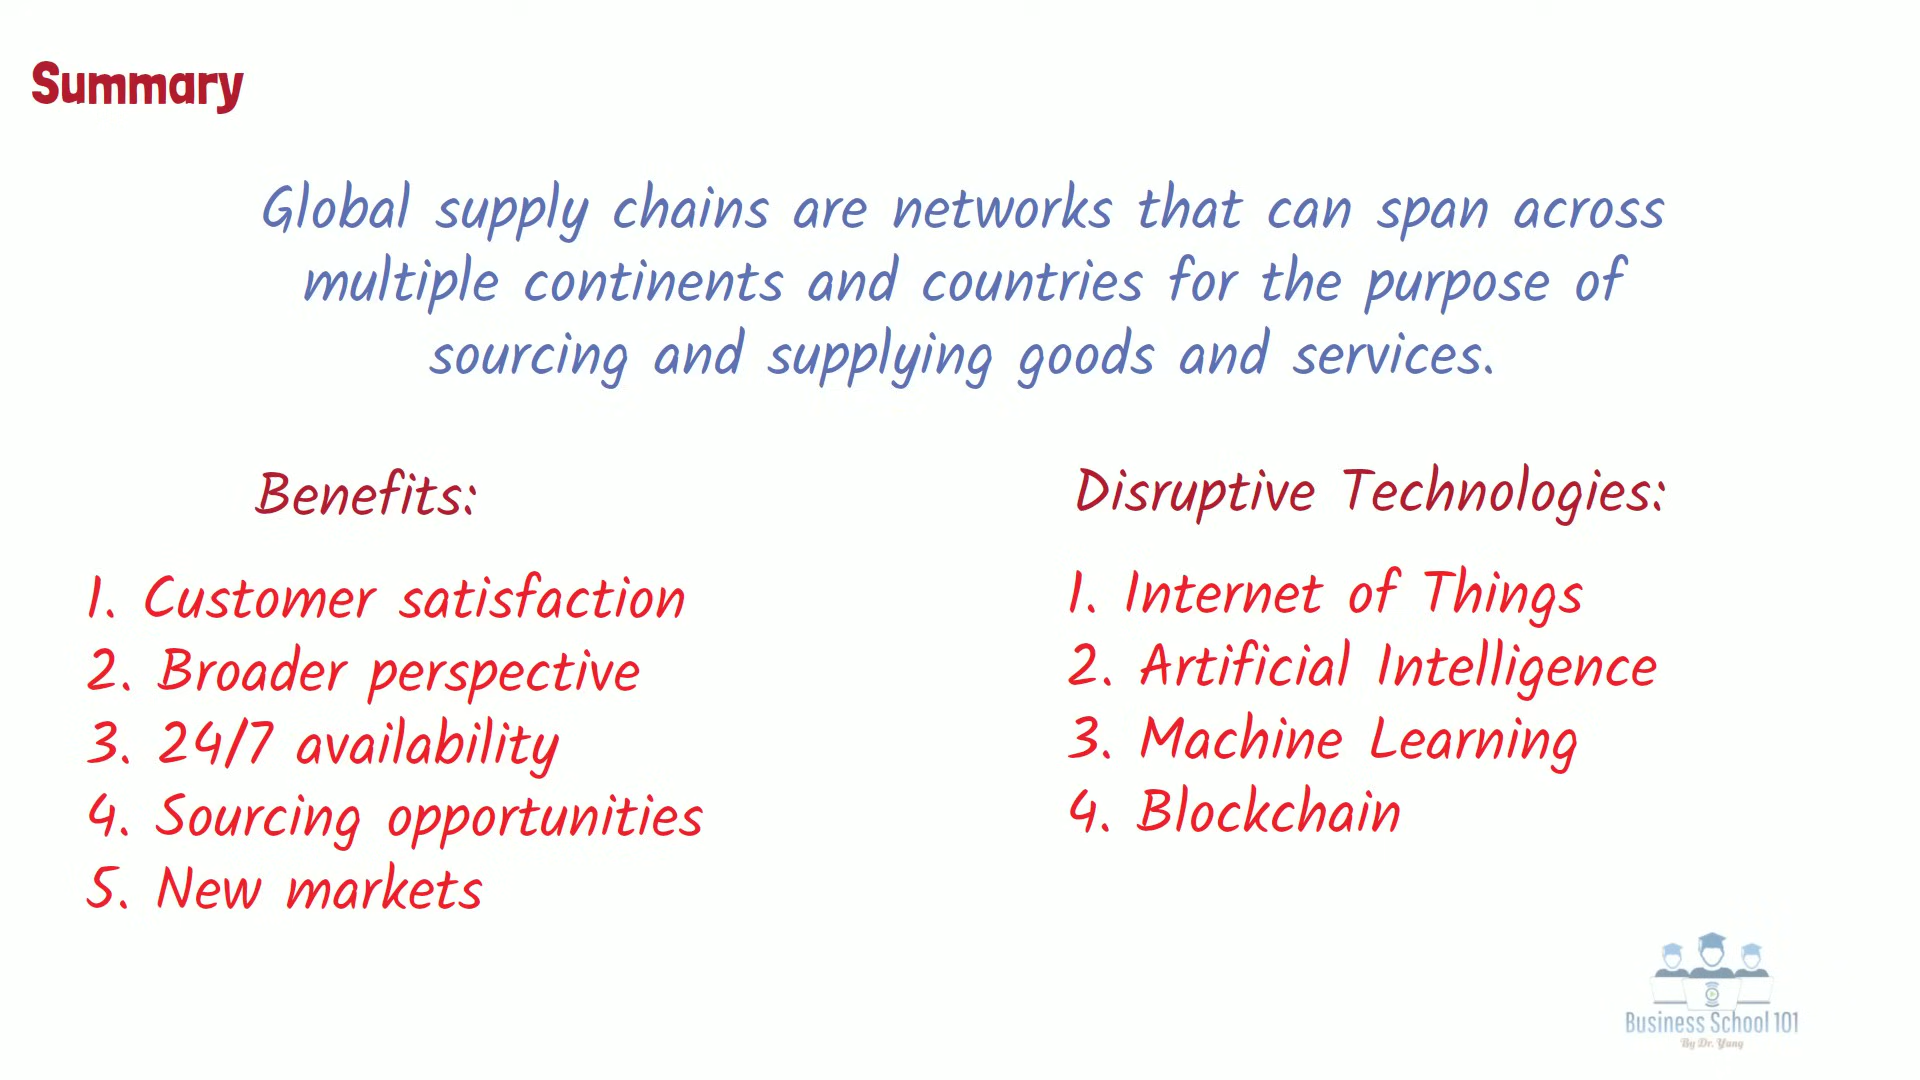 Summary
Global supply chains are networks that can span across
multiple continents and countries for the purpose of
sourcing and supplying goods and services.
Benefits:
1. Customer satisfaction
2. Broader perspective
3. 24/7 availability
4. Sourcing opportunities
5. New markets
Disruptive Technologies:
1. Internet of Things
2. Artificial Intelligence
3. Machine Learning
4. Blockchain
Business School 101
By Dr. Yang